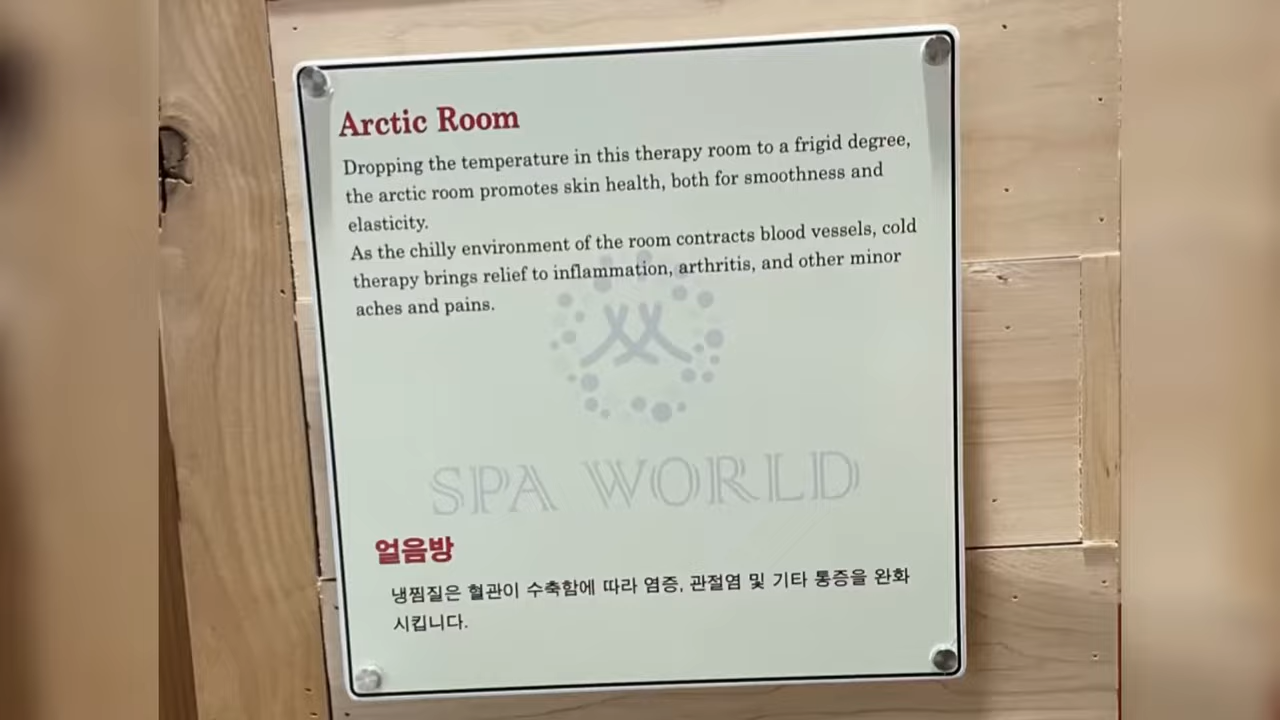 Arctic Room
Dropping the temperature in this therapy room to a frigid degree,
the arctic room promotes skin health, both for smoothness and
elasticity.
As the chilly environment of the room contracts blood vessels, cold
therapy brings relief to inflammation, arthritis, and other minor
aches and pains.
SPA WORLD
얼음방
냉찜질은 혈관이 수축함에 따라 염증, 관절염 및 기타 통증을 완화
시킵니다.